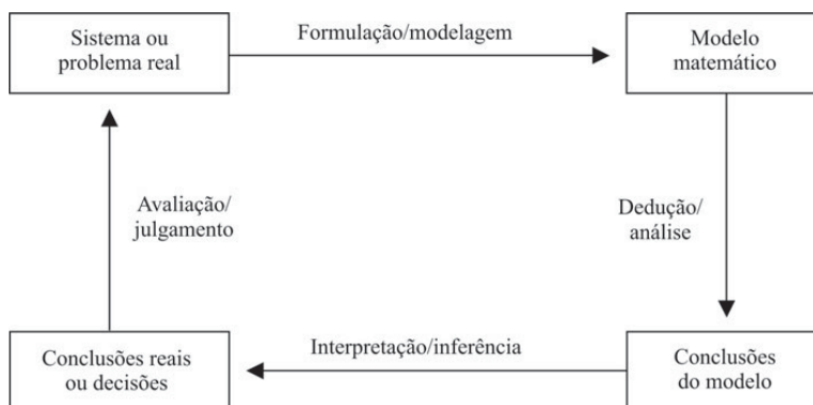 Sistema ou
problema real
Formulação/modelagem
Modelo
matemático
Avaliação/
julgamento
Dedução/
análise
Conclusões reais
ou decisões
Interpretação/inferência
Conclusões
do modelo